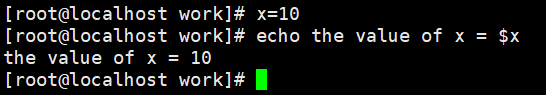 [root@localhost work]# x=10
[root@localhost work]# echo the value of x = $x
the value of x = 10
[root@localhost work]#